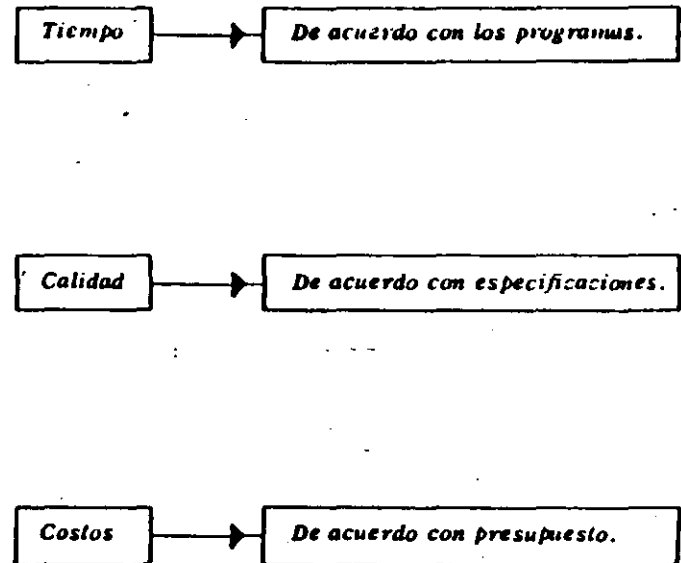 Tiempo De acuerdo con los programas.
Calidad De acuerdo con especificaciones.
Costos De acuerdo con presupuesto.